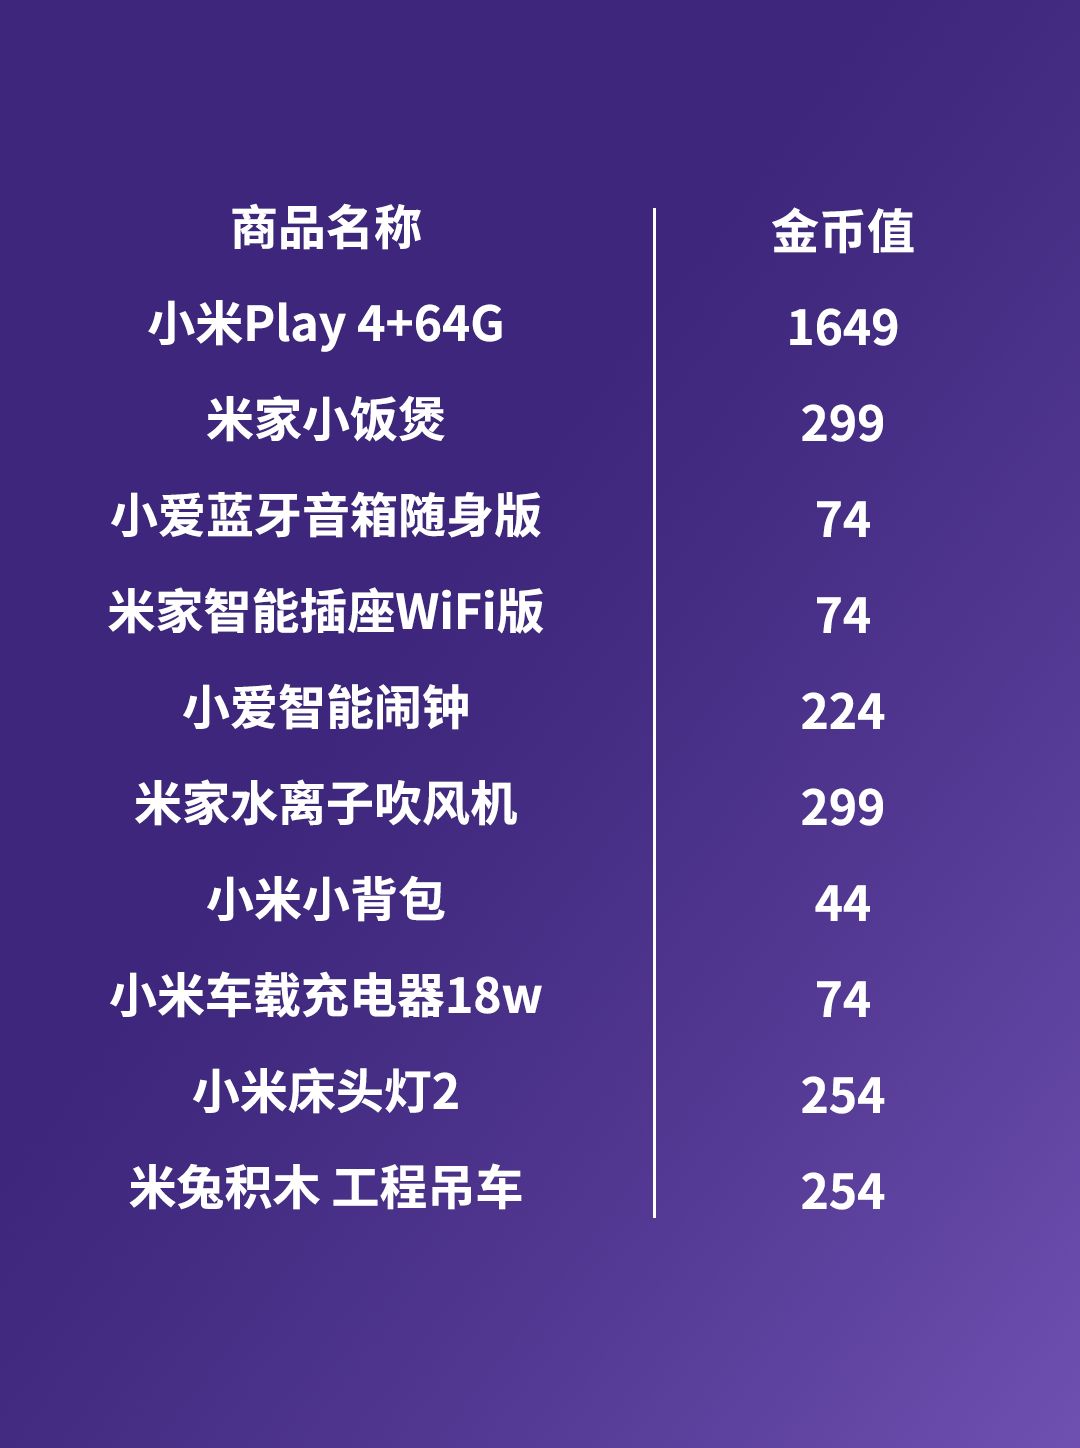 商品名称 金币值
小米Play 4+64G 1649
米家小饭煲 299
小爱蓝牙音箱随身版 74
米家智能插座WiFi版 74
小爱智能闹钟 224
米家水离子吹风机 299
小米小背包 44
小米车载充电器18w 74
小米床头灯2 254
米兔积木 工程吊车 254